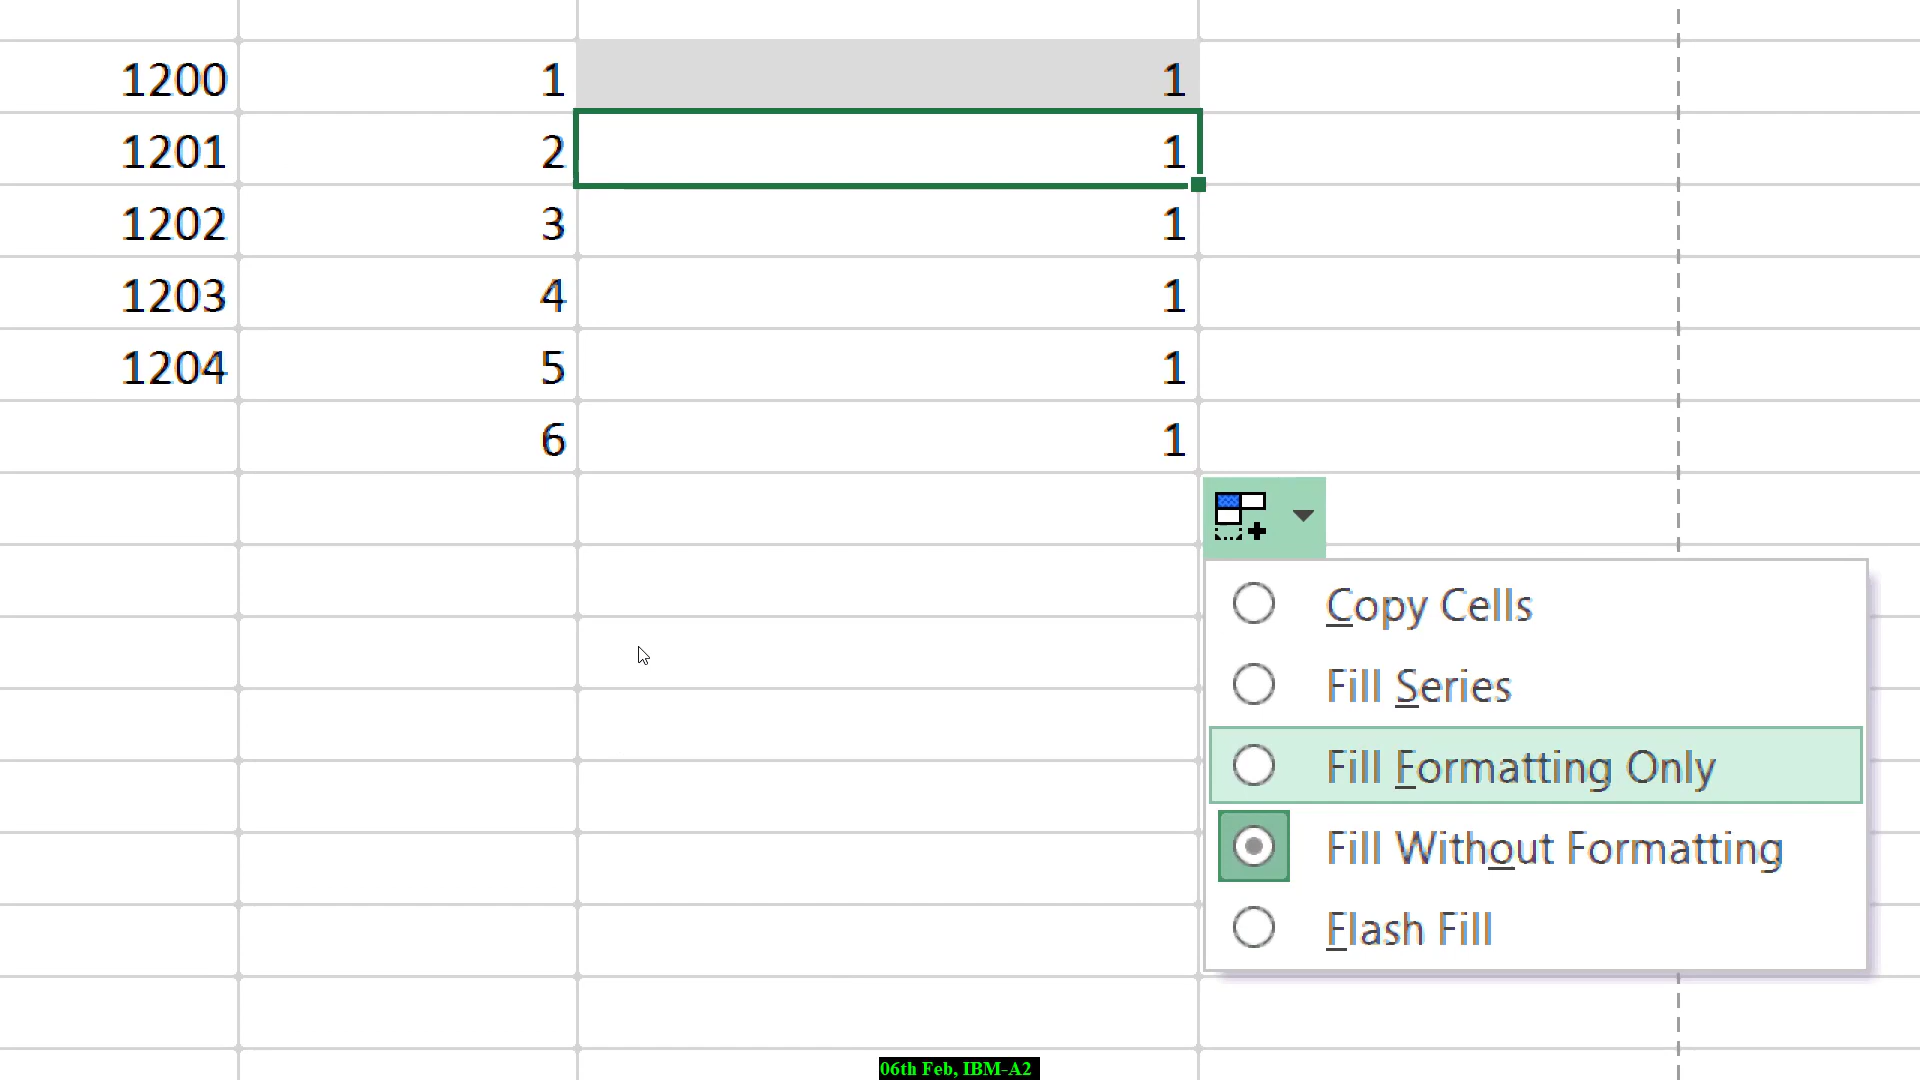 1200 1 1
1201 2 1
1202 3 1
1203 4 1
1204 5 1
6 1
Copy Cells
Fill Series
Fill Formatting Only
Fill Without Formatting
Flash Fill
06th Feb, IBM-A2